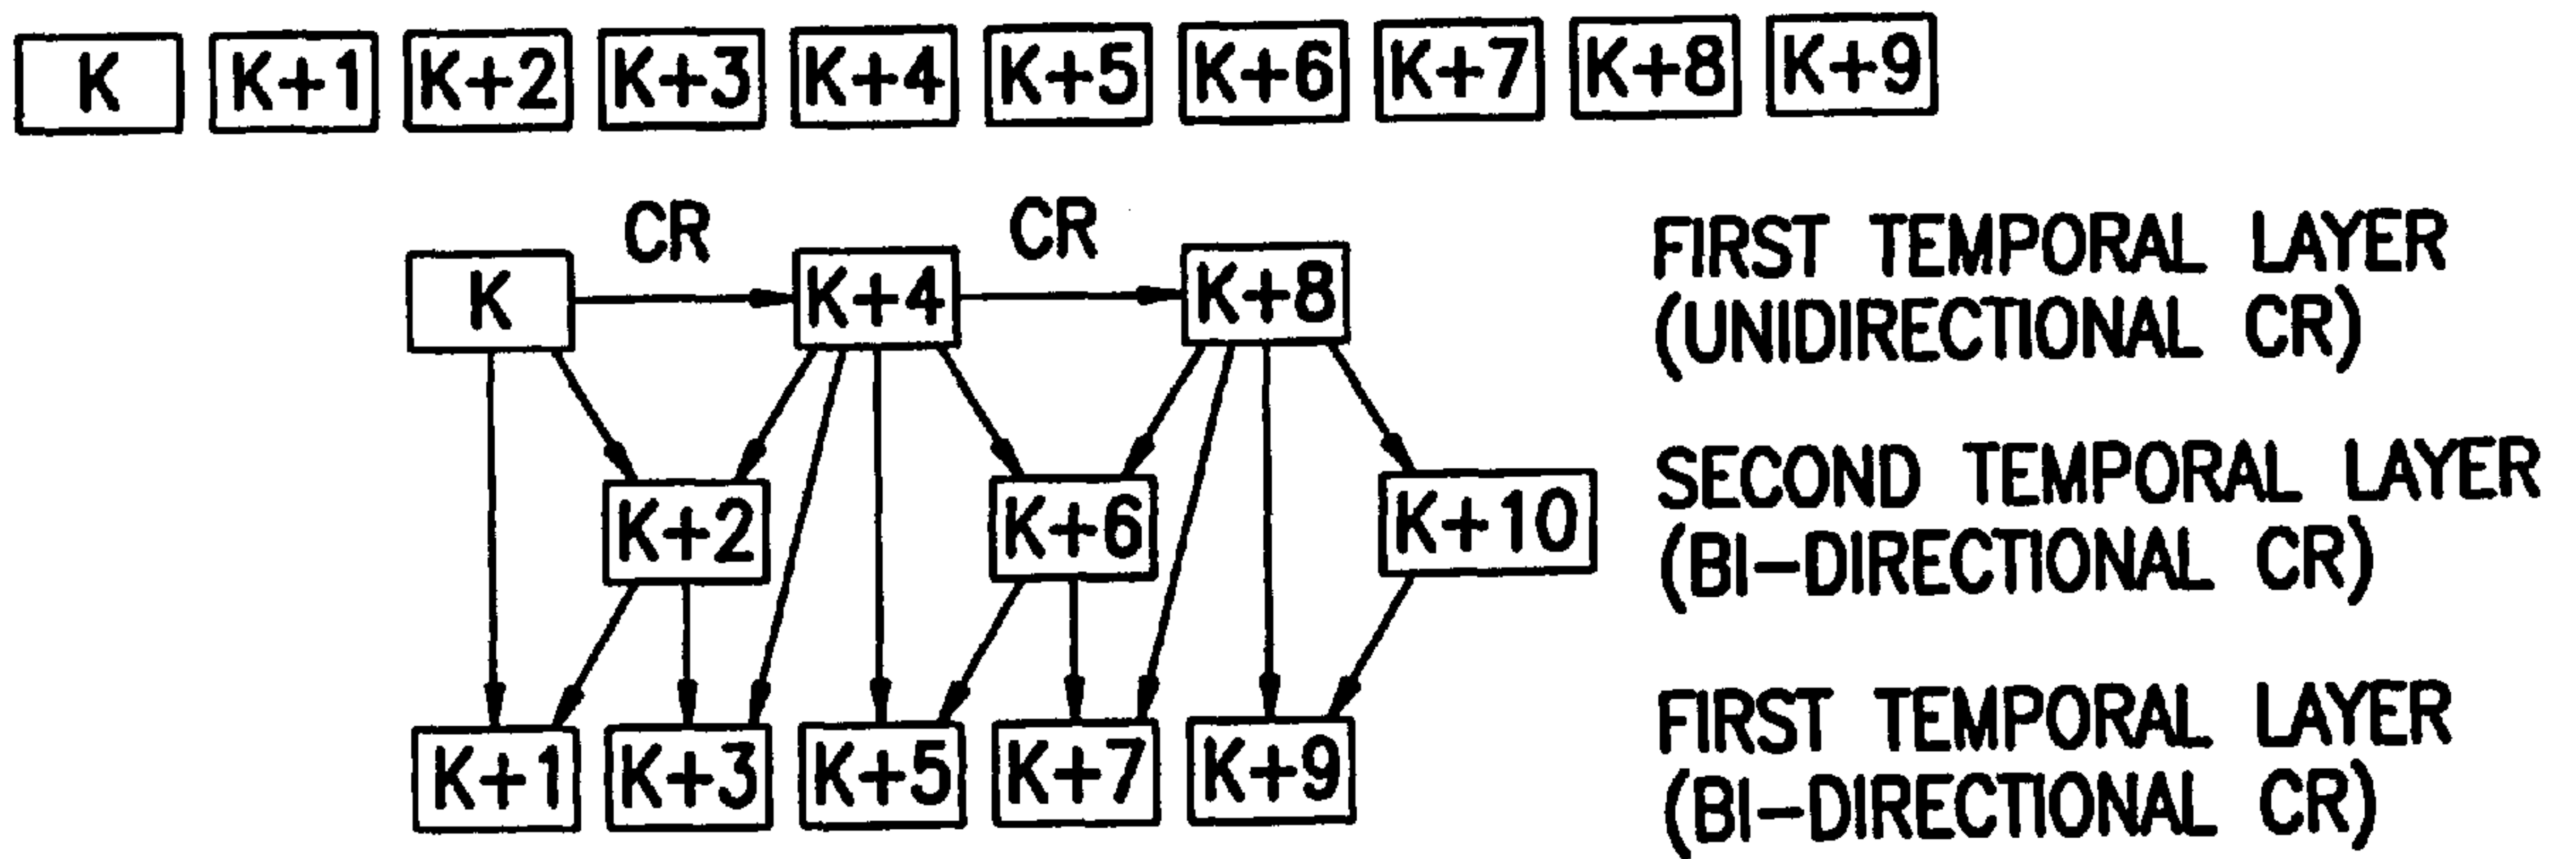 K K+1 K+2 K+3 K+4 K+5 K+6 K+7 K+8 K+9
CR CR
K K+4 K+8
FIRST TEMPORAL LAYER
(UNIDIRECTIONAL CR)
K+2 K+6 K+10
SECOND TEMPORAL LAYER
(BI-DIRECTIONAL CR)
K+1 K+3 K+5 K+7 K+9
FIRST TEMPORAL LAYER
(BI-DIRECTIONAL CR)